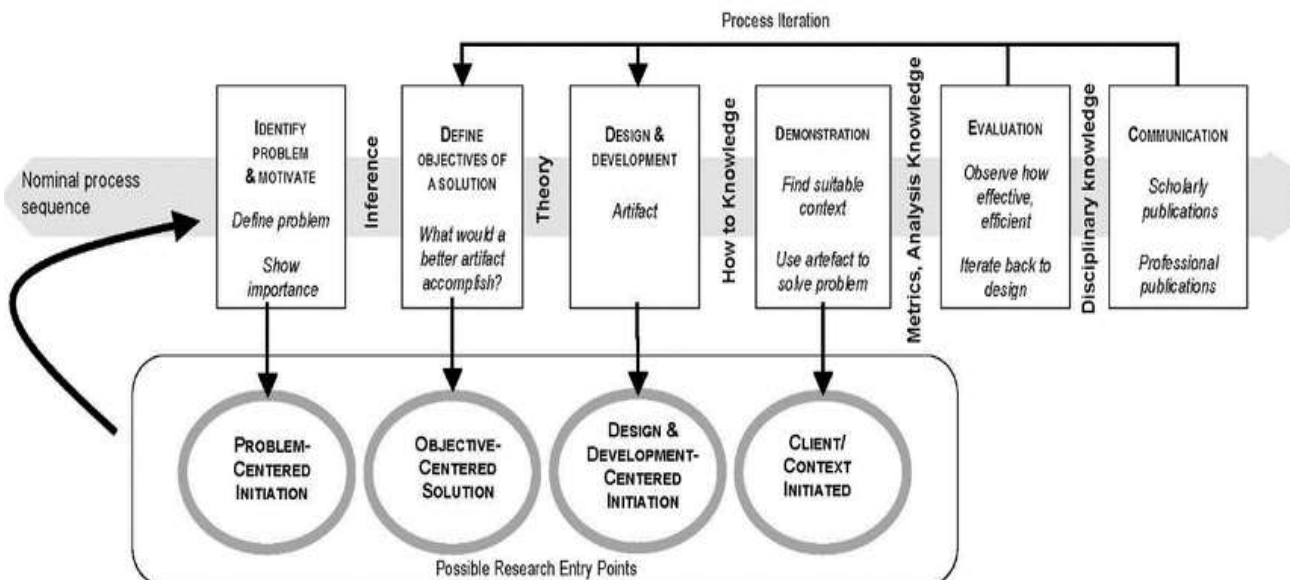 Process Iteration
Nominal process
sequence
IDENTIFY
PROBLEM
& MOTIVATE
Define problem
Show
importance
Inference
DEFINE
OBJECTIVES OF
A SOLUTION
What would a
better artifact
accomplish?
Theory
DESIGN &
DEVELOPMENT
Artifact
How to Knowledge
DEMONSTRATION
Find suitable
context
Use artefact to
solve problem
Metrics, Analysis Knowledge
EVALUATION
Observe how
effective,
efficient
Iterate back to
design
Disciplinary knowledge
COMMUNICATION
Scholarly
publications
Professional
publications
PROBLEM-
CENTERED
INITIATION
OBJECTIVE-
CENTERED
SOLUTION
DESIGN &
DEVELOPMENT-
CENTERED
INITIATION
CLIENT/
CONTEXT
INITIATED
Possible Research Entry Points